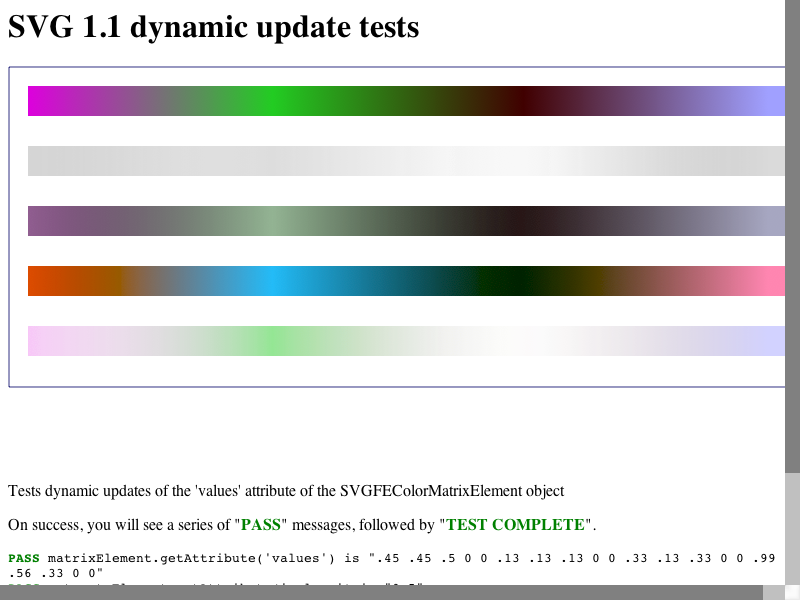 SVG 1.1 dynamic update tests
Tests dynamic updates of the 'values' attribute of the SVGFEColorMatrixElement object
On success, you will see a series of "PASS" messages, followed by "TEST COMPLETE".
PASS matrixElement.getAttribute('values') is ".45 .45 .5 0 0 .13 .13 .13 0 0 .33 .13 .33 0 0 .99
.56 .33 0 0"